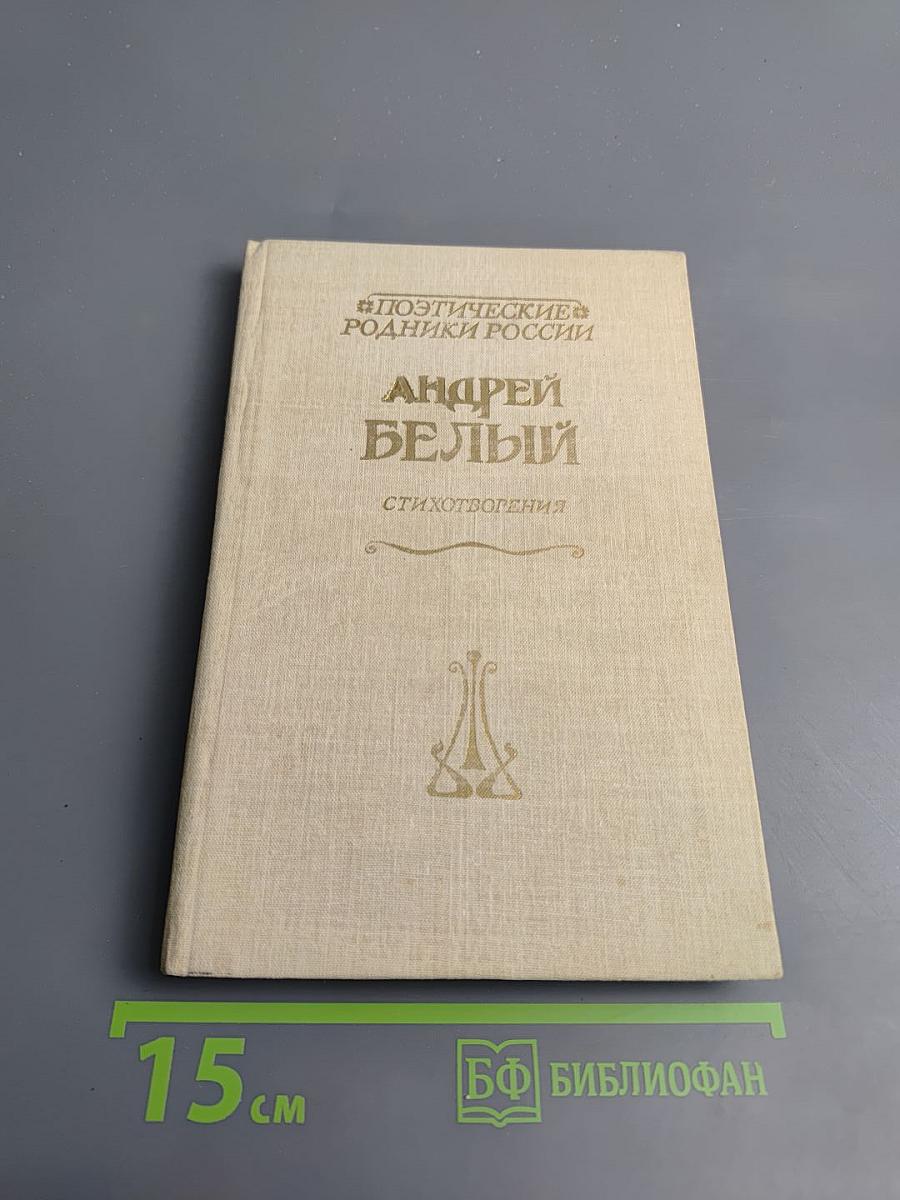 ПОЭТИЧЕСКИЕ
РОДНИКИ РОССИИ
АНДРЕЙ
БЕЛЫЙ
СТИХОТВОРЕНИЯ
15 см
БФ БИБЛИОФАН